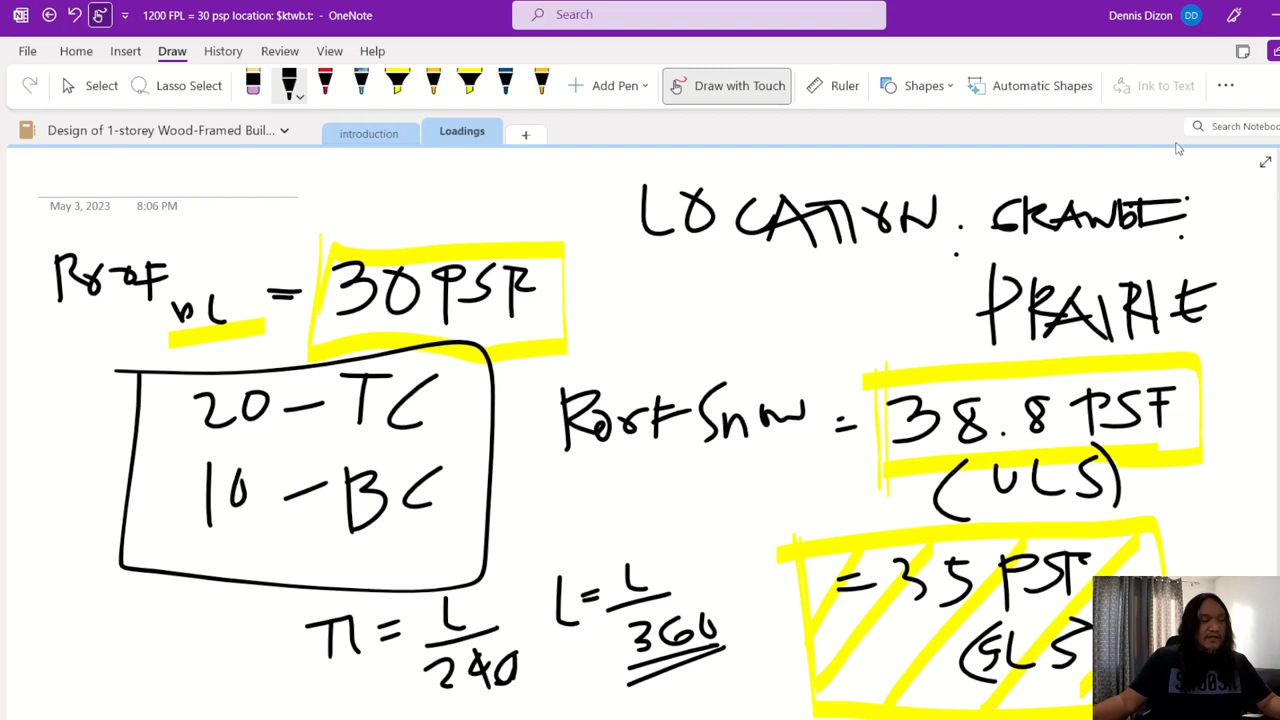 1200 FPL = 30 psp location: $ktwb.t: - OneNote
Search
Dennis Dizon
DD
File
Home
Insert
Draw
History
Review
View
Help
Select
Lasso Select
Add Pen
Draw with Touch
Ruler
Shapes
Automatic Shapes
Ink to Text
Design of 1-storey Wood-Framed Buil...
introduction
Loadings
Search Notebo
May 3, 2023
8:06 PM
LOCATION: GRANDE
PRAIRIE
Roof DL = 30 PSF
20 - TC
10 - BC
Roof Snow = 38.8 PSF
(ULS)
= 35 PSF
(SLS
TL = L/240
L = L/360